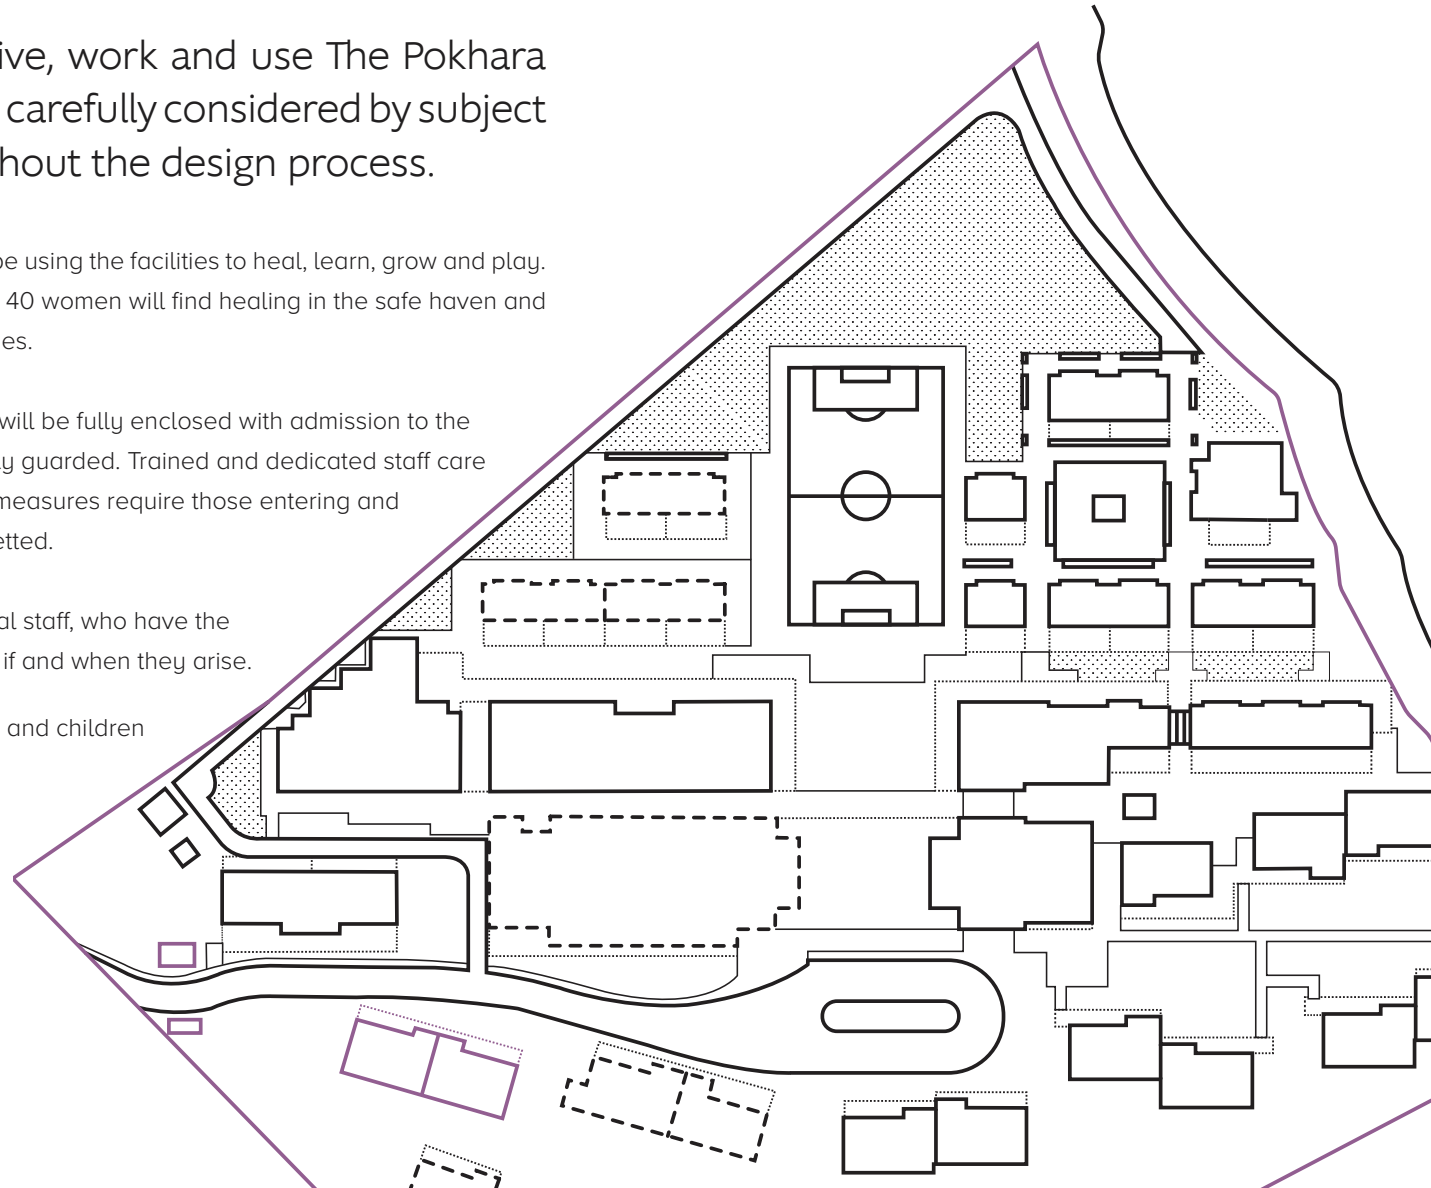 ive, work and use The Pokhara
carefully considered by subject
hout the design process.
be using the facilities to heal, learn, grow and play.
40 women will find healing in the safe haven and
es.
will be fully enclosed with admission to the
y guarded. Trained and dedicated staff care
measures require those entering and
etted.
al staff, who have the
if and when they arise.
and children